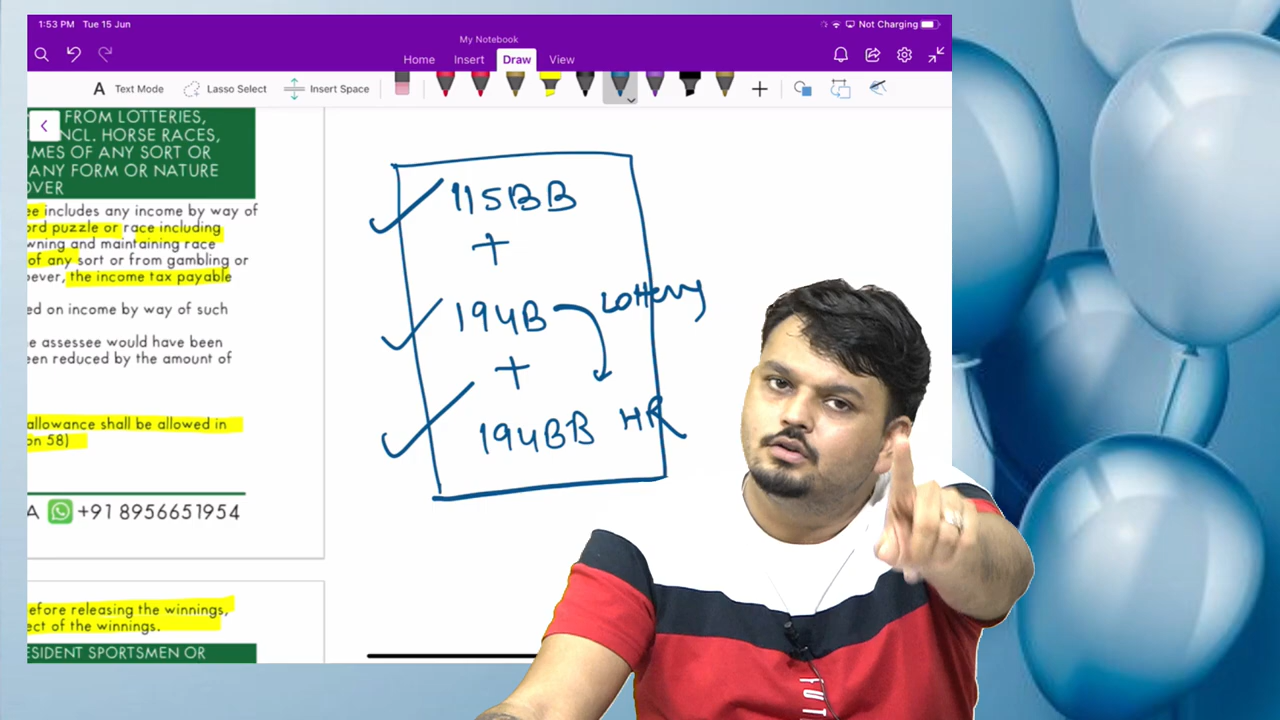 1:53 PM Tue 15 Jun
Not Charging
My Notebook
Home Insert Draw View
Text Mode Lasso Select Insert Space
FROM LOTTERIES,
INCL. HORSE RACES,
MES OF ANY SORT OR
ANY FORM OR NATURE
OVER
ee includes any income by way of
ord puzzle or race including
wning and maintaining race
of any sort or from gambling or
ever, the income tax payable
ed on income by way of such
e assessee would have been
een reduced by the amount of
allowance shall be allowed in
on 58)
A +91 8956651954
efore releasing the winnings,
ect of the winnings.
ESIDENT SPORTSMEN OR
115BB
+
194B Lottery
+
194BB HR